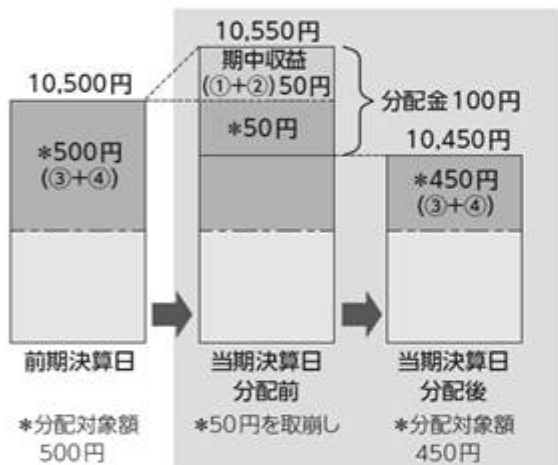 10,500円
*500円
(③+④)
前期決算日
*分配対象額
500円
10,550円
期中収益
(①+②)50円
*50円
分配金100円
当期決算日
分配前
*50円を取崩し
10,450円
*450円
(③+④)
当期決算日
分配後
*分配対象額
450円